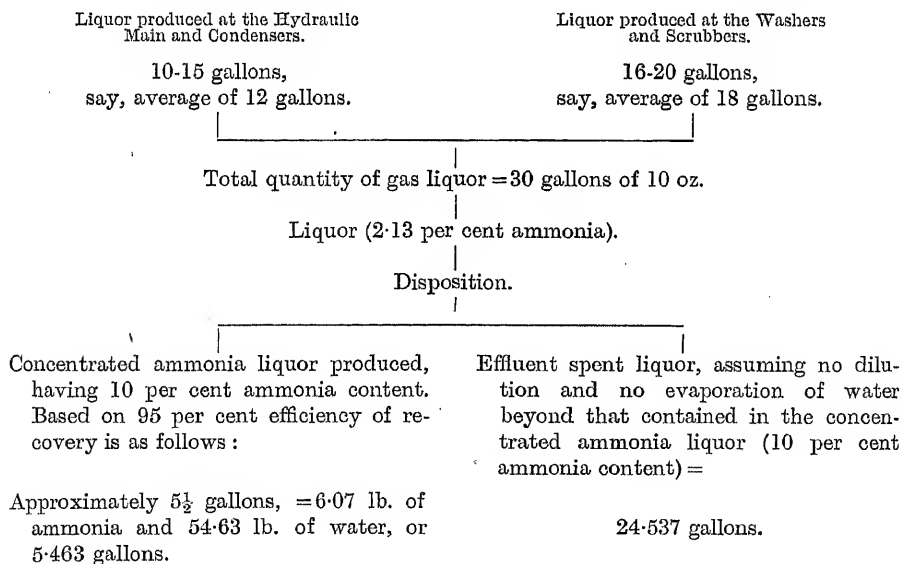 Liquor produced at the Hydraulic
Main and Condensers.
10-15 gallons,
say, average of 12 gallons.
Liquor produced at the Washers
and Scrubbers.
16-20 gallons,
say, average of 18 gallons.
Total quantity of gas liquor = 30 gallons of 10 oz.
Liquor (2·13 per cent ammonia).
Disposition.
Concentrated ammonia liquor produced,
having 10 per cent ammonia content.
Based on 95 per cent efficiency of re-
covery is as follows :
Approximately 5½ gallons, = 6·07 lb. of
ammonia and 54·63 lb. of water, or
5·463 gallons.
Effluent spent liquor, assuming no dilu-
tion and no evaporation of water
beyond that contained in the concen-
trated ammonia liquor (10 per cent
ammonia content) =
24·537 gallons.